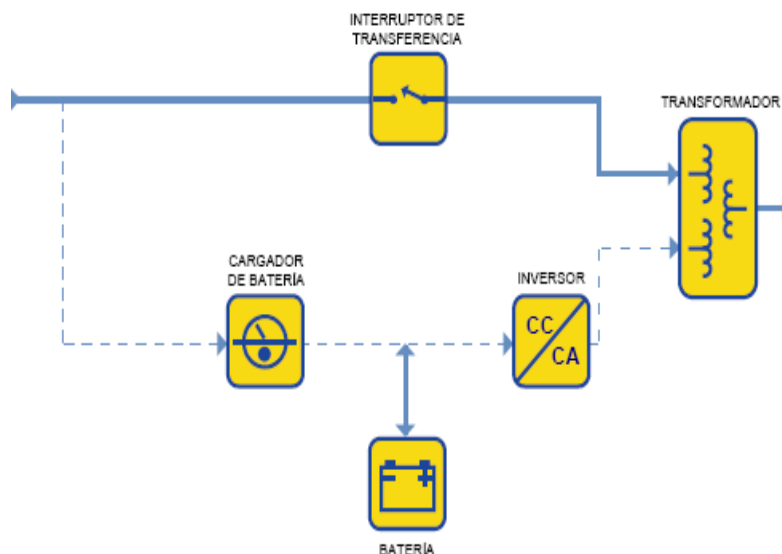 INTERRUPTOR DE
TRANSFERENCIA
TRANSFORMADOR
CARGADOR
DE BATERÍA
INVERSOR
CC
CA
BATERÍA